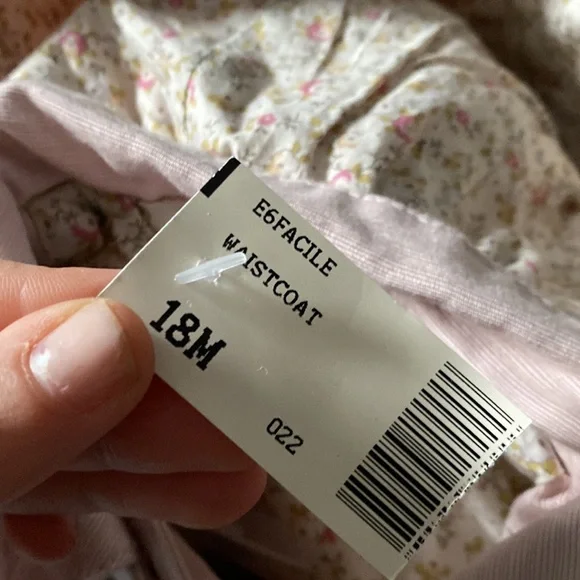 E6FACILE
WAISTCOAT
18M
022